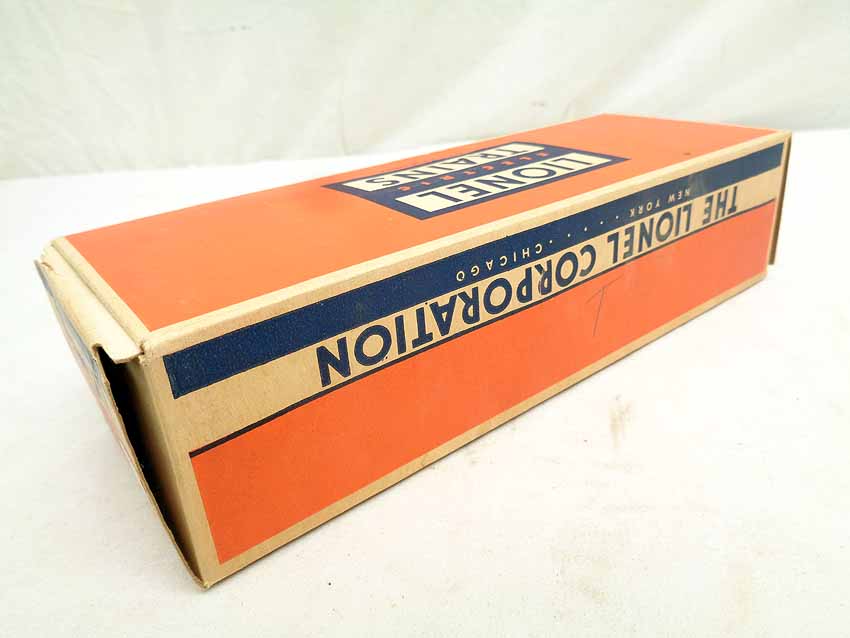 LIONEL
ELECTRIC
TRAINS
THE LIONEL CORPORATION
NEW YORK . . . . . . CHICAGO
T